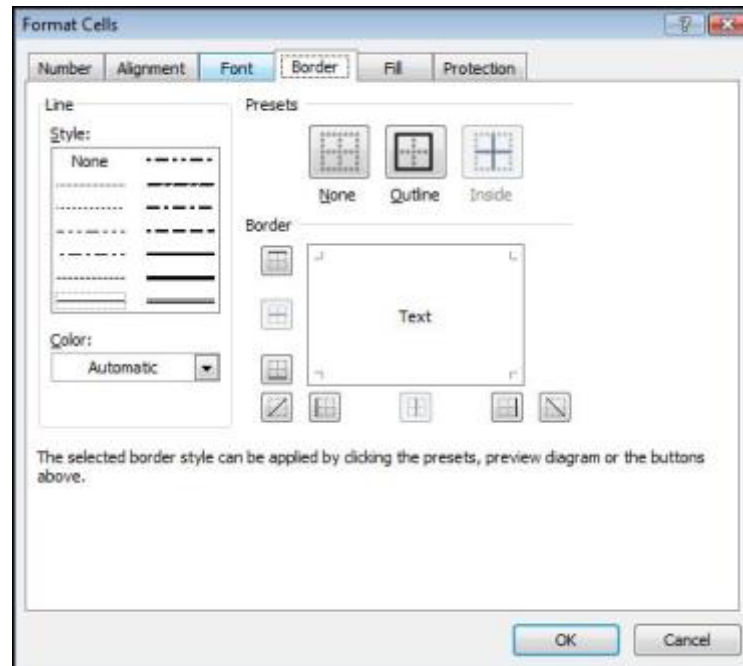 Format Cells
Number Alignment Font Border Fill Protection
Line
Presets
Style:
None
None Outline Inside
Border
Text
Color:
Automatic
The selected border style can be applied by clicking the presets, preview diagram or the buttons
above.
OK Cancel